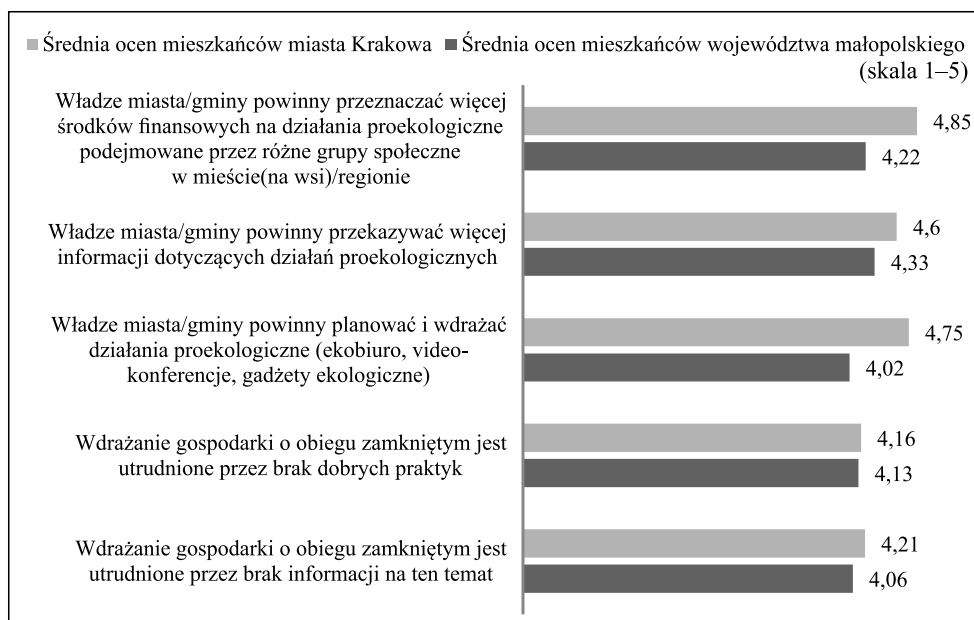 Średnia ocen mieszkańców miasta Krakowa Średnia ocen mieszkańców województwa małopolskiego
(skala 1–5)
Władze miasta/gminy powinny przeznaczać więcej
środków finansowych na działania proekologiczne
podejmowane przez różne grupy społeczne
w mieście(na wsi)/regionie
4,85
4,22
Władze miasta/gminy powinny przekazywać więcej
informacji dotyczących działań proekologicznych
4,6
4,33
Władze miasta/gminy powinny planować i wdrażać
działania proekologiczne (ekobiuro, video-
konferencje, gadżety ekologiczne)
4,75
4,02
Wdrażanie gospodarki o obiegu zamkniętym jest
utrudnione przez brak dobrych praktyk
4,16
4,13
Wdrażanie gospodarki o obiegu zamkniętym jest
utrudnione przez brak informacji na ten temat
4,21
4,06